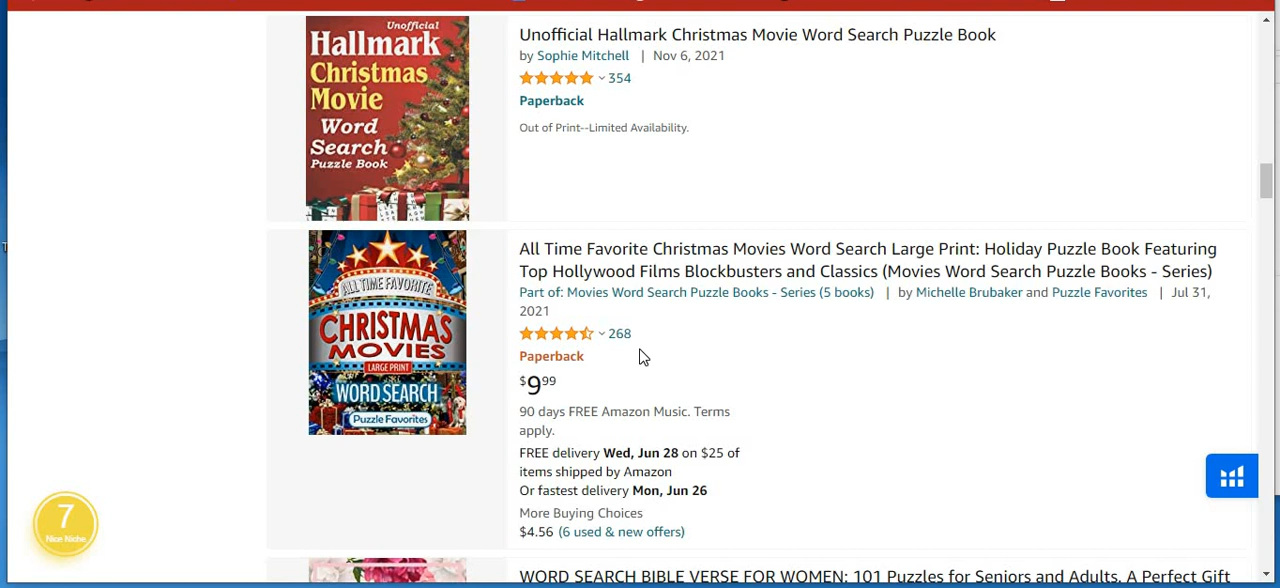 Unofficial
Hallmark
Christmas
Movie
Word
Search
Puzzle Book
Unofficial Hallmark Christmas Movie Word Search Puzzle Book
by Sophie Mitchell | Nov 6, 2021
354
Paperback
Out of Print--Limited Availability.
ALL TIME FAVORITE
CHRISTMAS
MOVIES
LARGE PRINT
WORD SEARCH
Puzzle Favorites
All Time Favorite Christmas Movies Word Search Large Print: Holiday Puzzle Book Featuring
Top Hollywood Films Blockbusters and Classics (Movies Word Search Puzzle Books - Series)
Part of: Movies Word Search Puzzle Books - Series (5 books) | by Michelle Brubaker and Puzzle Favorites | Jul 31,
2021
268
Paperback
$9.99
90 days FREE Amazon Music. Terms
apply.
FREE delivery Wed, Jun 28 on $25 of
items shipped by Amazon
Or fastest delivery Mon, Jun 26
More Buying Choices
$4.56 (6 used & new offers)
7
Nice Niche
WORD SEARCH BIBLE VERSE FOR WOMEN: 101 Puzzles for Seniors and Adults. A Perfect Gift